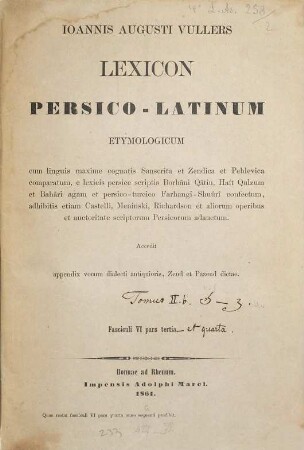 IOANNIS AUGUSTI VULLERS
LEXICON
PERSICO - LATINUM
ETYMOLOGICUM
cum linguis maxime cognatis Sanscrita et Zendica et Pehlevica
comparatum, e lexicis persice scriptis Borhâni Qâtiu, Haft Qulzum
et Bahâri agam et persico-turcico Farhangi-Shuûri confectum,
adhibitis etiam Castelli, Meninski, Richardson et aliorum operibus
et auctoritate scriptorum Persicorum adauctum.
Accedit
appendix vocum dialecti antiquioris, Zend et Pazend dictae.
Tomus II.b.
Fasciculi VI pars tertia et quarta.
Bonnae ad Rhenum.
Impensis Adolphi Marci.
1861.